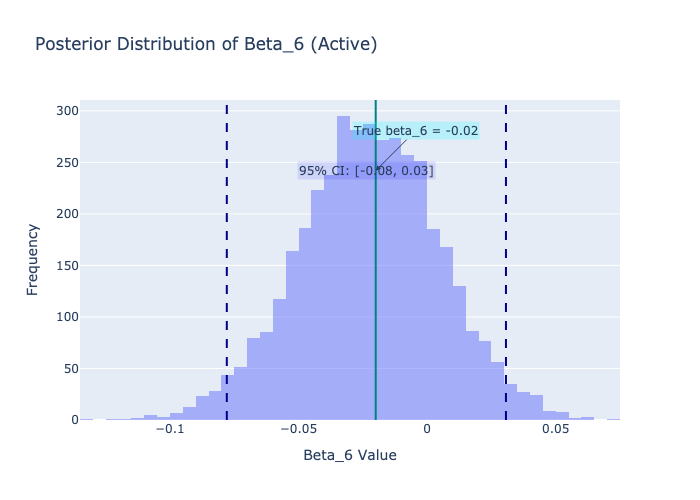 Posterior Distribution of Beta_6 (Active)
300
True beta_6 = -0.02
250
95% CI: [-0.08, 0.03]
200
150
100
50
0
Frequency
−0.1
−0.05
0
0.05
Beta_6 Value